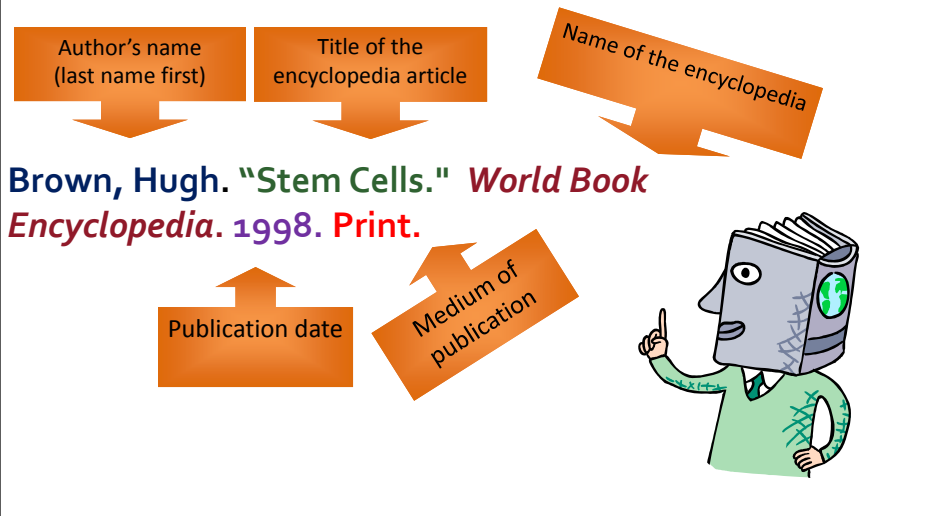 Author's name
(last name first)
Title of the
encyclopedia article
Name of the encyclopedia
Brown, Hugh. “Stem Cells." World Book
Encyclopedia. 1998. Print.
Publication date
Medium of
publication